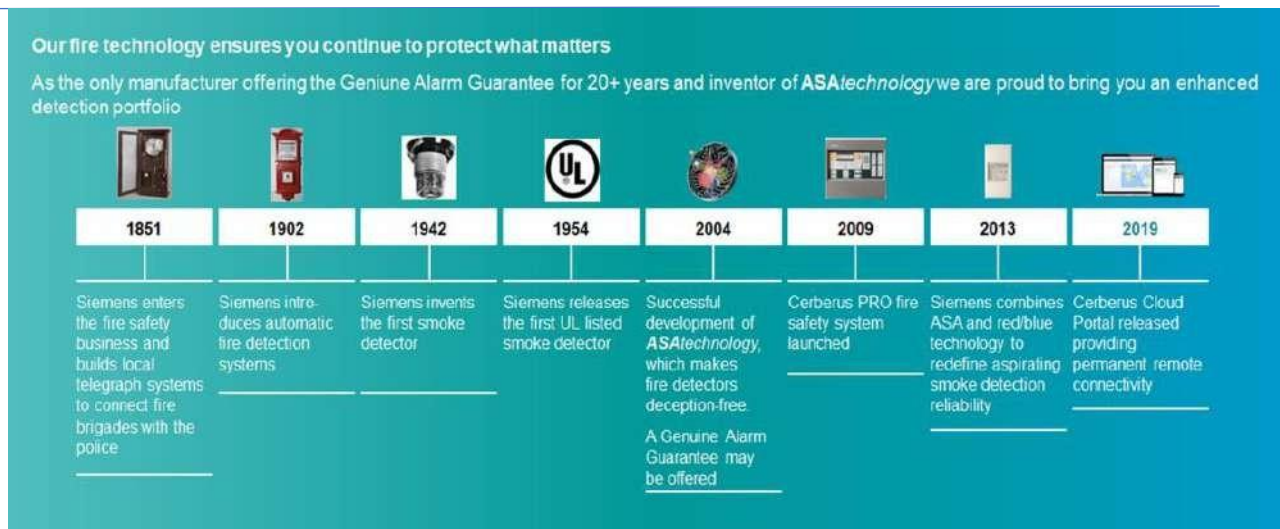 Our fire technology ensures you continue to protect what matters
As the only manufacturer offering the Geniune Alarm Guarantee for 20+ years and inventor of ASAtechnology we are proud to bring you an enhanced
detection portfolio
UL
1851
1902
1942
1954
2004
2009
2013
2019
Siemens enters
the fire safety
business and
builds local
telegraph systems
to connect fire
brigades with the
police
Siemens intro-
duces automatic
fire detection
systems
Siemens invents
the first smoke
detector
Siemens releases
the first UL listed
smoke detector
Successful
development of
ASAtechnology,
which makes
fire detectors
deception-free.
A Genuine Alarm
Guarantee may
be offered
Cerberus PRO fire
safety system
launched
Siemens combines
ASA and red/blue
technology to
redefine aspirating
smoke detection
reliability
Cerberus Cloud
Portal released
providing
permanent remote
connectivity